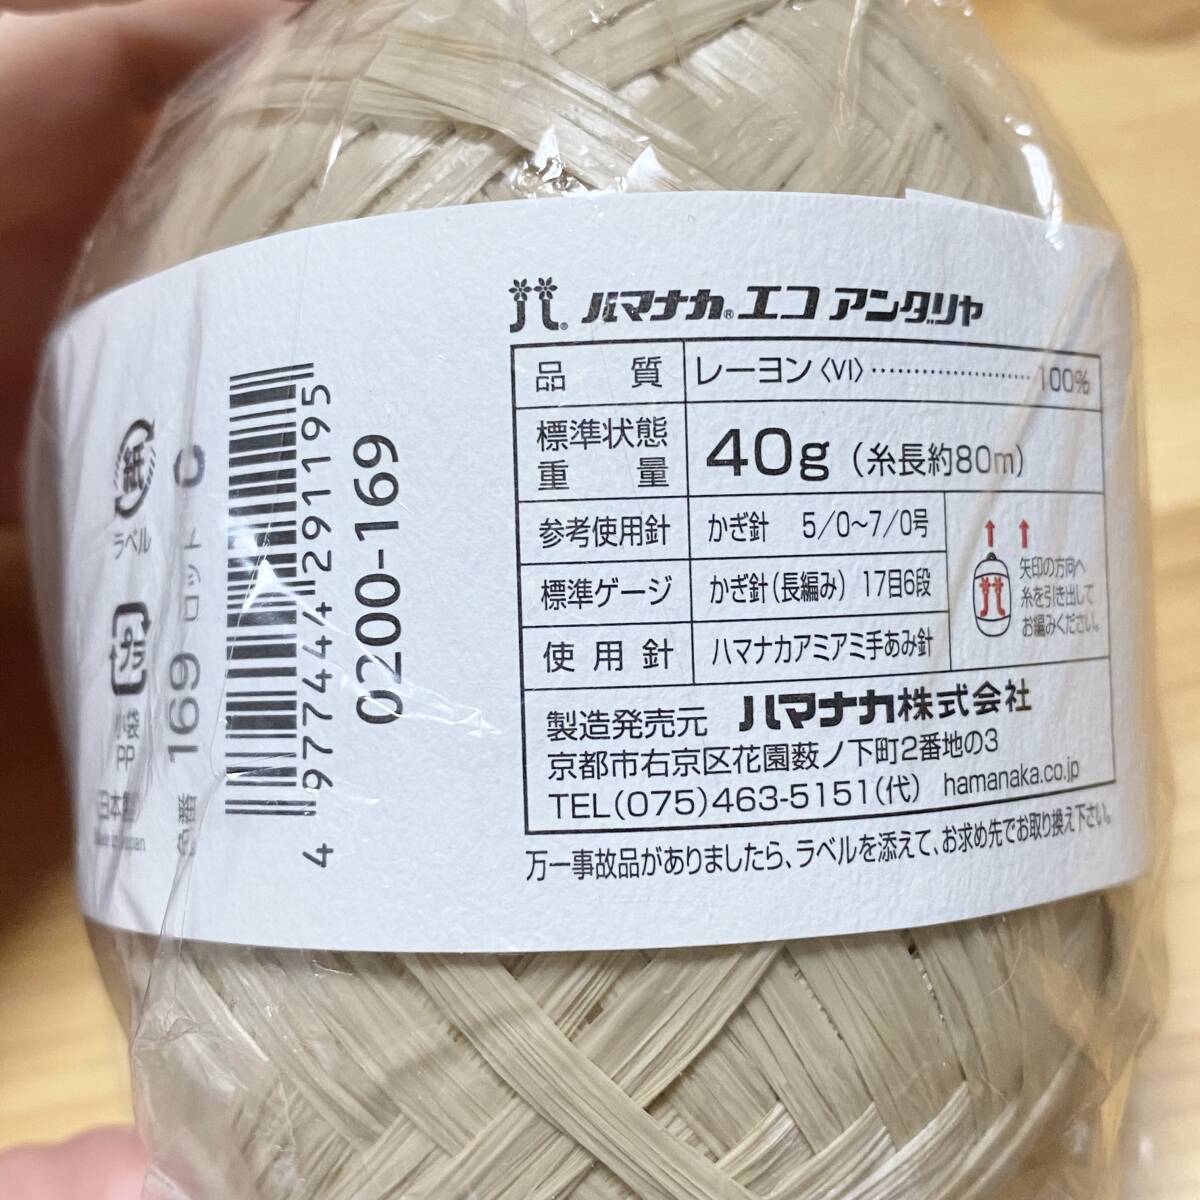 ハマナカ® エコ アンダリヤ
品質 レーヨン〈VI〉…………………100%
標準状態重量 40g（糸長約80m）
参考使用針 かぎ針 5/0〜7/0号
標準ゲージ かぎ針（長編み）17目6段
使用針 ハマナカアミアミ手あみ針
矢印の方向へ
糸を引き出して
お編みください。
製造発売元 ハマナカ株式会社
京都市右京区花園薮ノ下町2番地の3
TEL(075)463-5151(代) hamanaka.co.jp
万一事故品がありましたら、ラベルを添えて、お求め先でお取り換え下さい。
0200-169
4977444291195
色番 169 ロット C
紙
ラベル
プラ
小袋
PP
日本製
Made in Japan